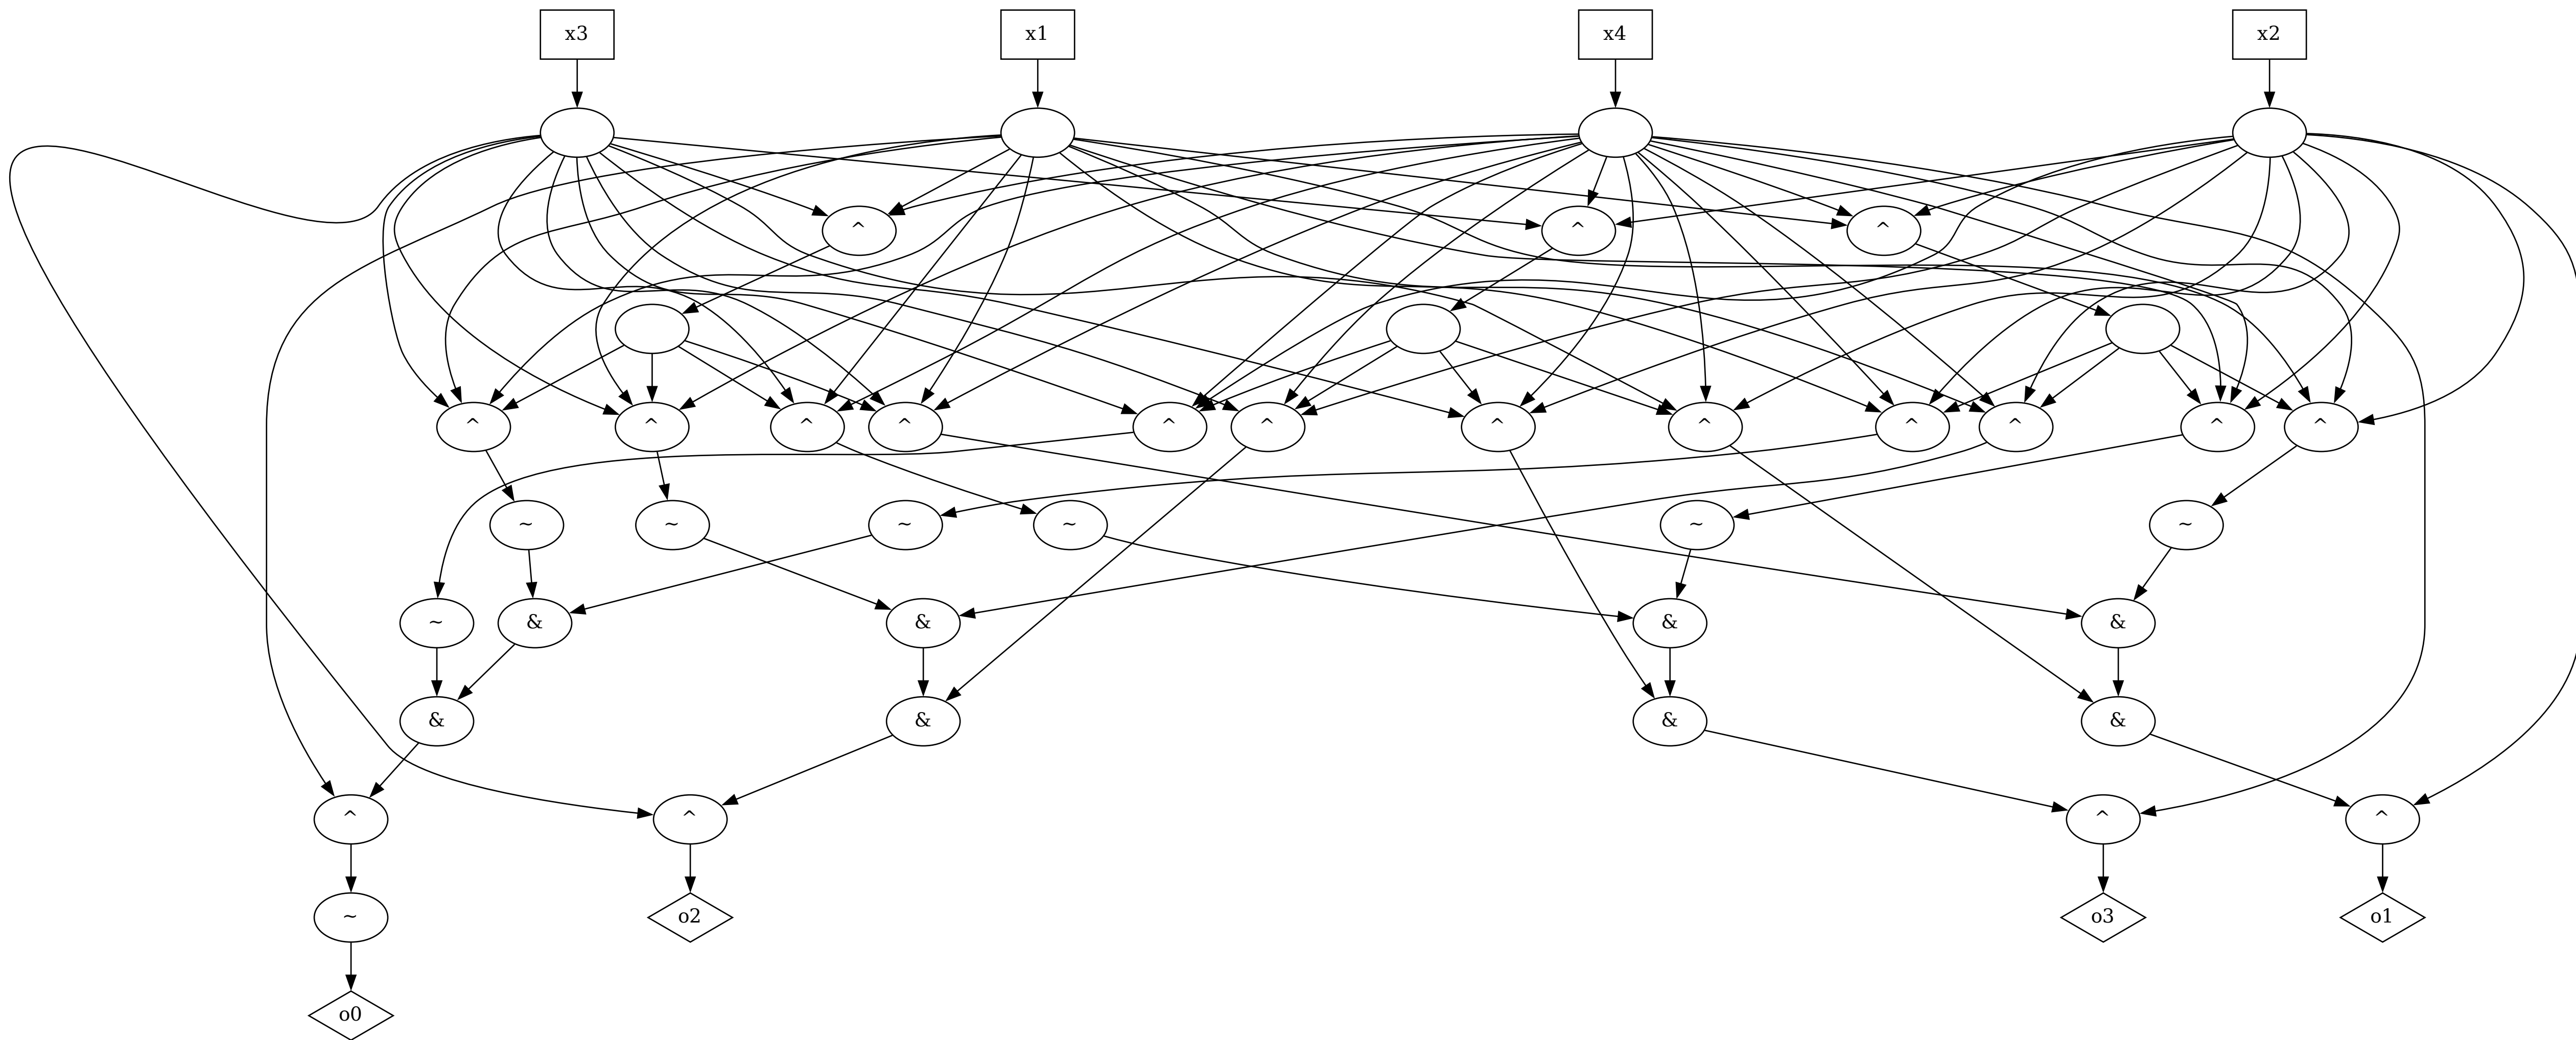 x3 x1 x4 x2
^ ^ ^
^ ^ ^ ^ ^ ^ ^ ^ ^ ^ ^ ^
~ ~ ~ ~ ~ ~
~ & & & &
& & & &
^ ^ ^ ^
~ o2 o3 o1
o0